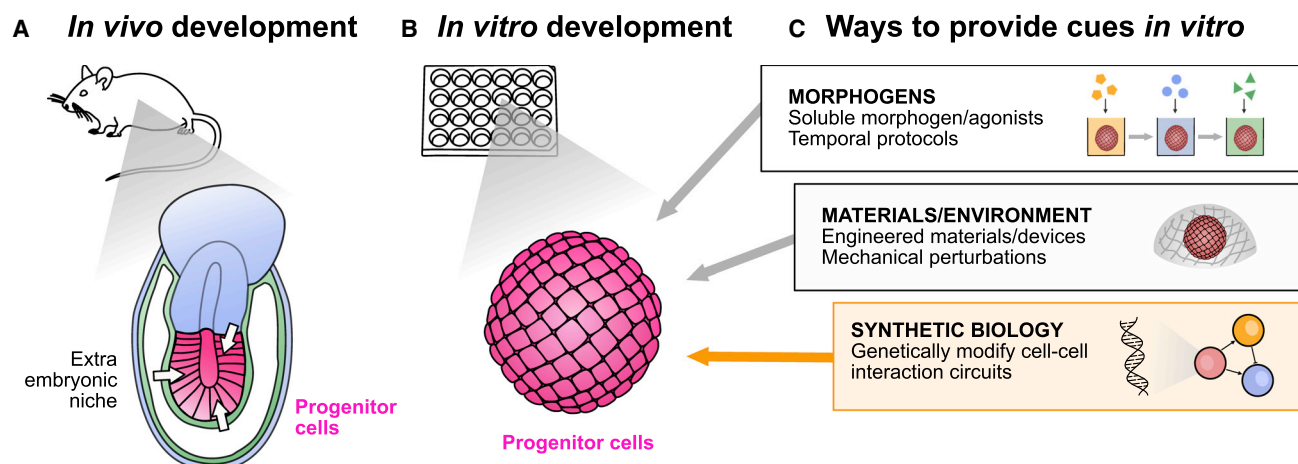 A In vivo development
Extra
embryonic
niche
Progenitor
cells
B In vitro development
Progenitor cells
C Ways to provide cues in vitro
MORPHOGENS
Soluble morphogen/agonists
Temporal protocols
MATERIALS/ENVIRONMENT
Engineered materials/devices
Mechanical perturbations
SYNTHETIC BIOLOGY
Genetically modify cell-cell
interaction circuits